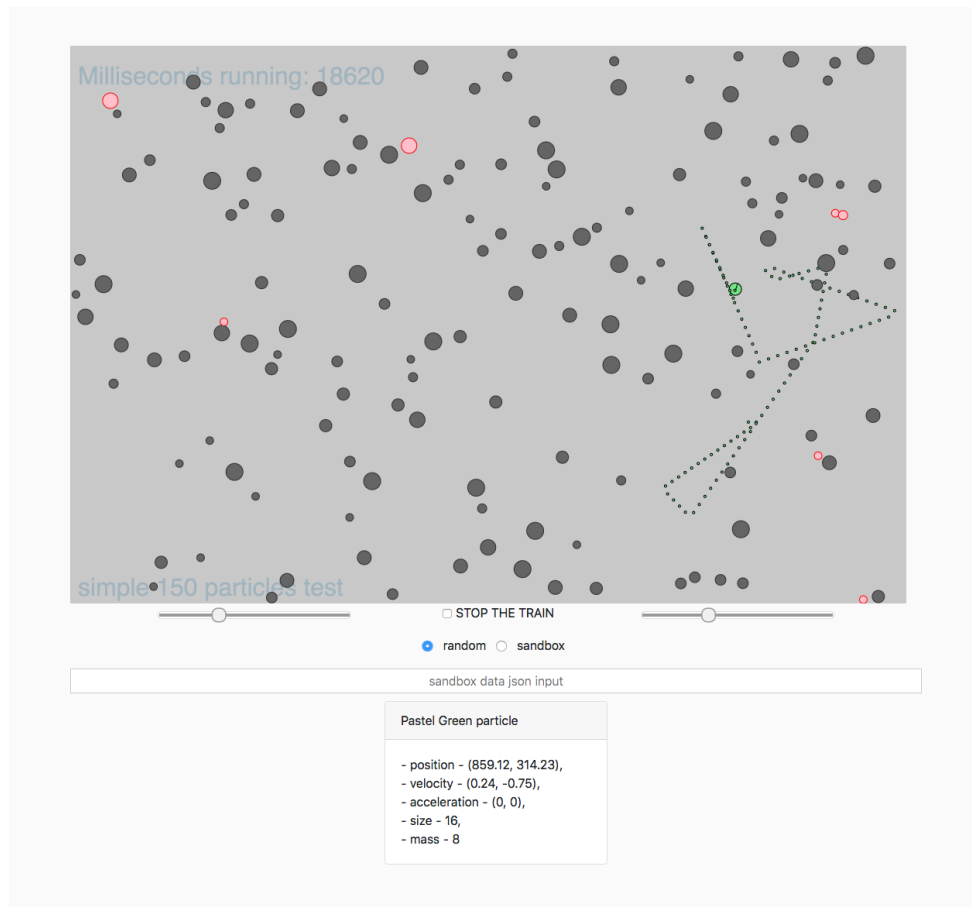 Milliseconds running: 18620
simple 150 particles test
STOP THE TRAIN
random sandbox
sandbox data json input
Pastel Green particle
- position - (859.12, 314.23),
- velocity - (0.24, -0.75),
- acceleration - (0, 0),
- size - 16,
- mass - 8